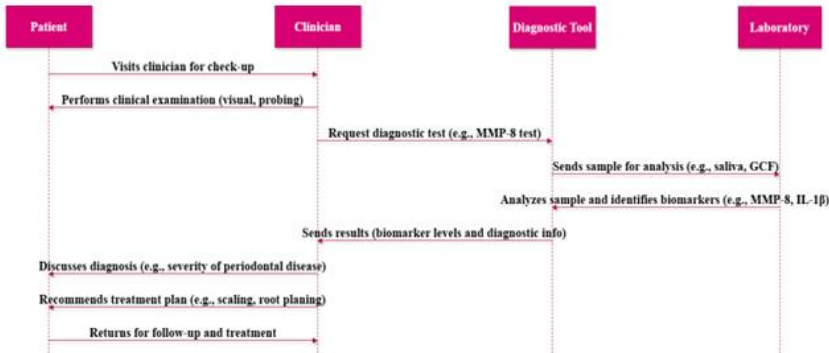 Patient
Clinician
Diagnostic Tool
Laboratory
Visits clinician for check-up
Performs clinical examination (visual, probing)
Request diagnostic test (e.g., MMP-8 test)
Sends sample for analysis (e.g., saliva, GCF)
Analyzes sample and identifies biomarkers (e.g., MMP-8, IL-1β)
Sends results (biomarker levels and diagnostic info)
Discusses diagnosis (e.g., severity of periodontal disease)
Recommends treatment plan (e.g., scaling, root planing)
Returns for follow-up and treatment